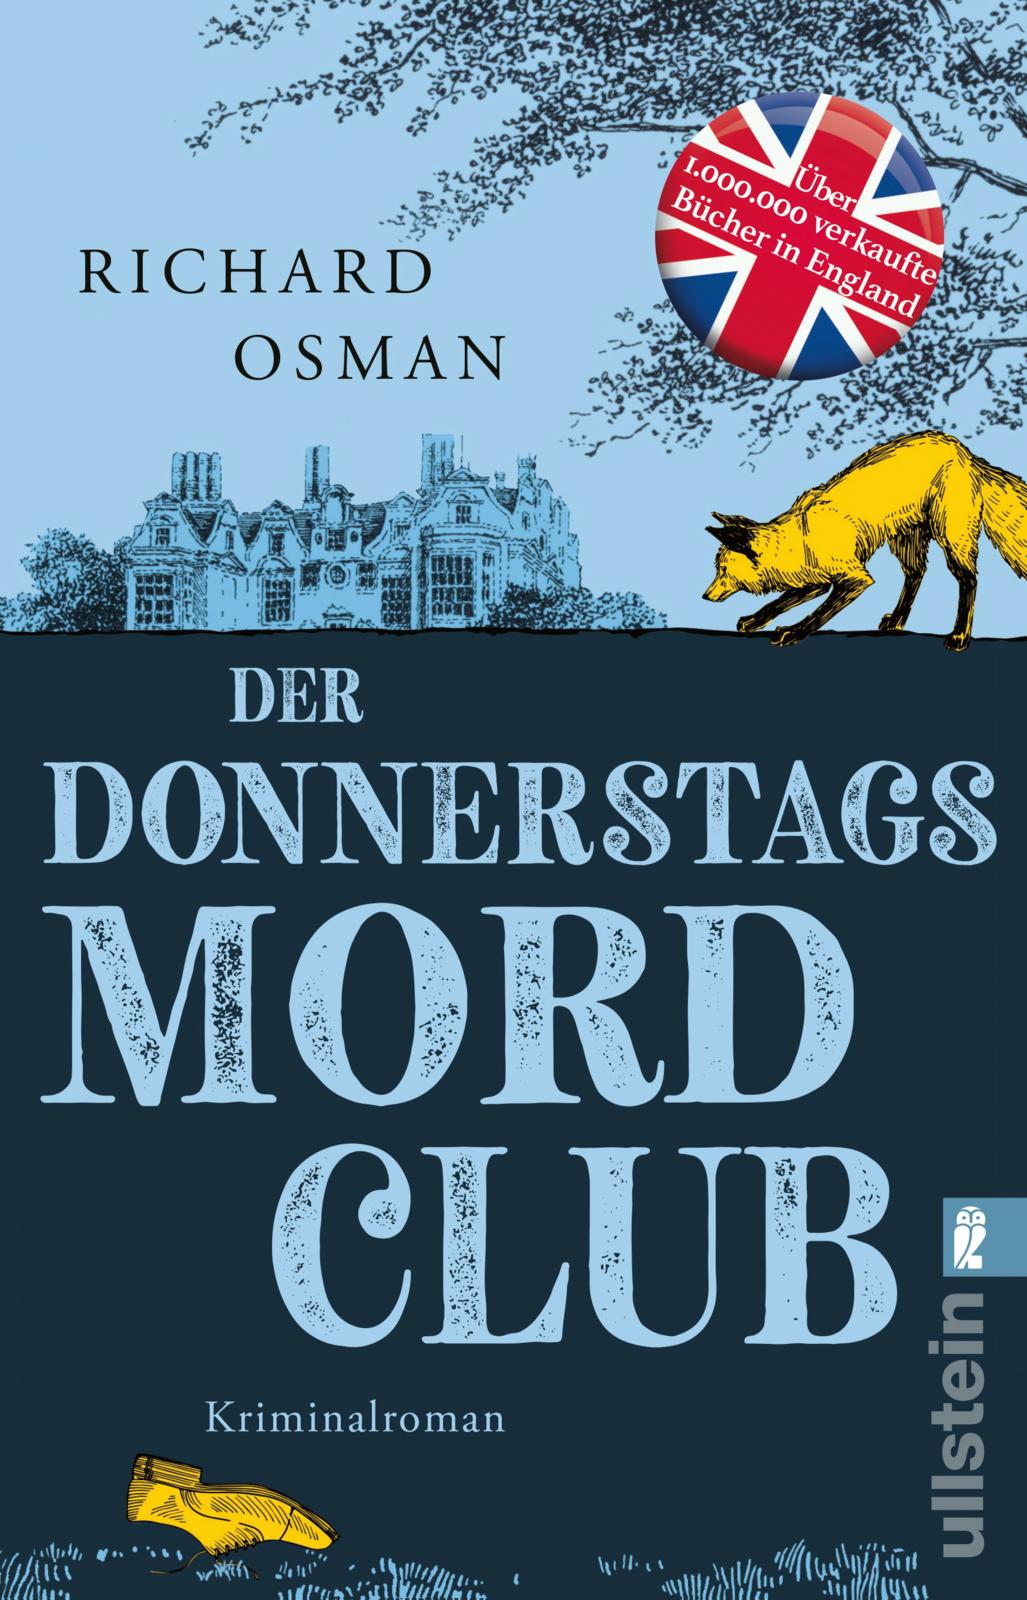 RICHARD
OSMAN
Über
1.000.000 verkaufte
Bücher in England
DER
DONNERSTAGS
MORD
CLUB
Kriminalroman
ullstein